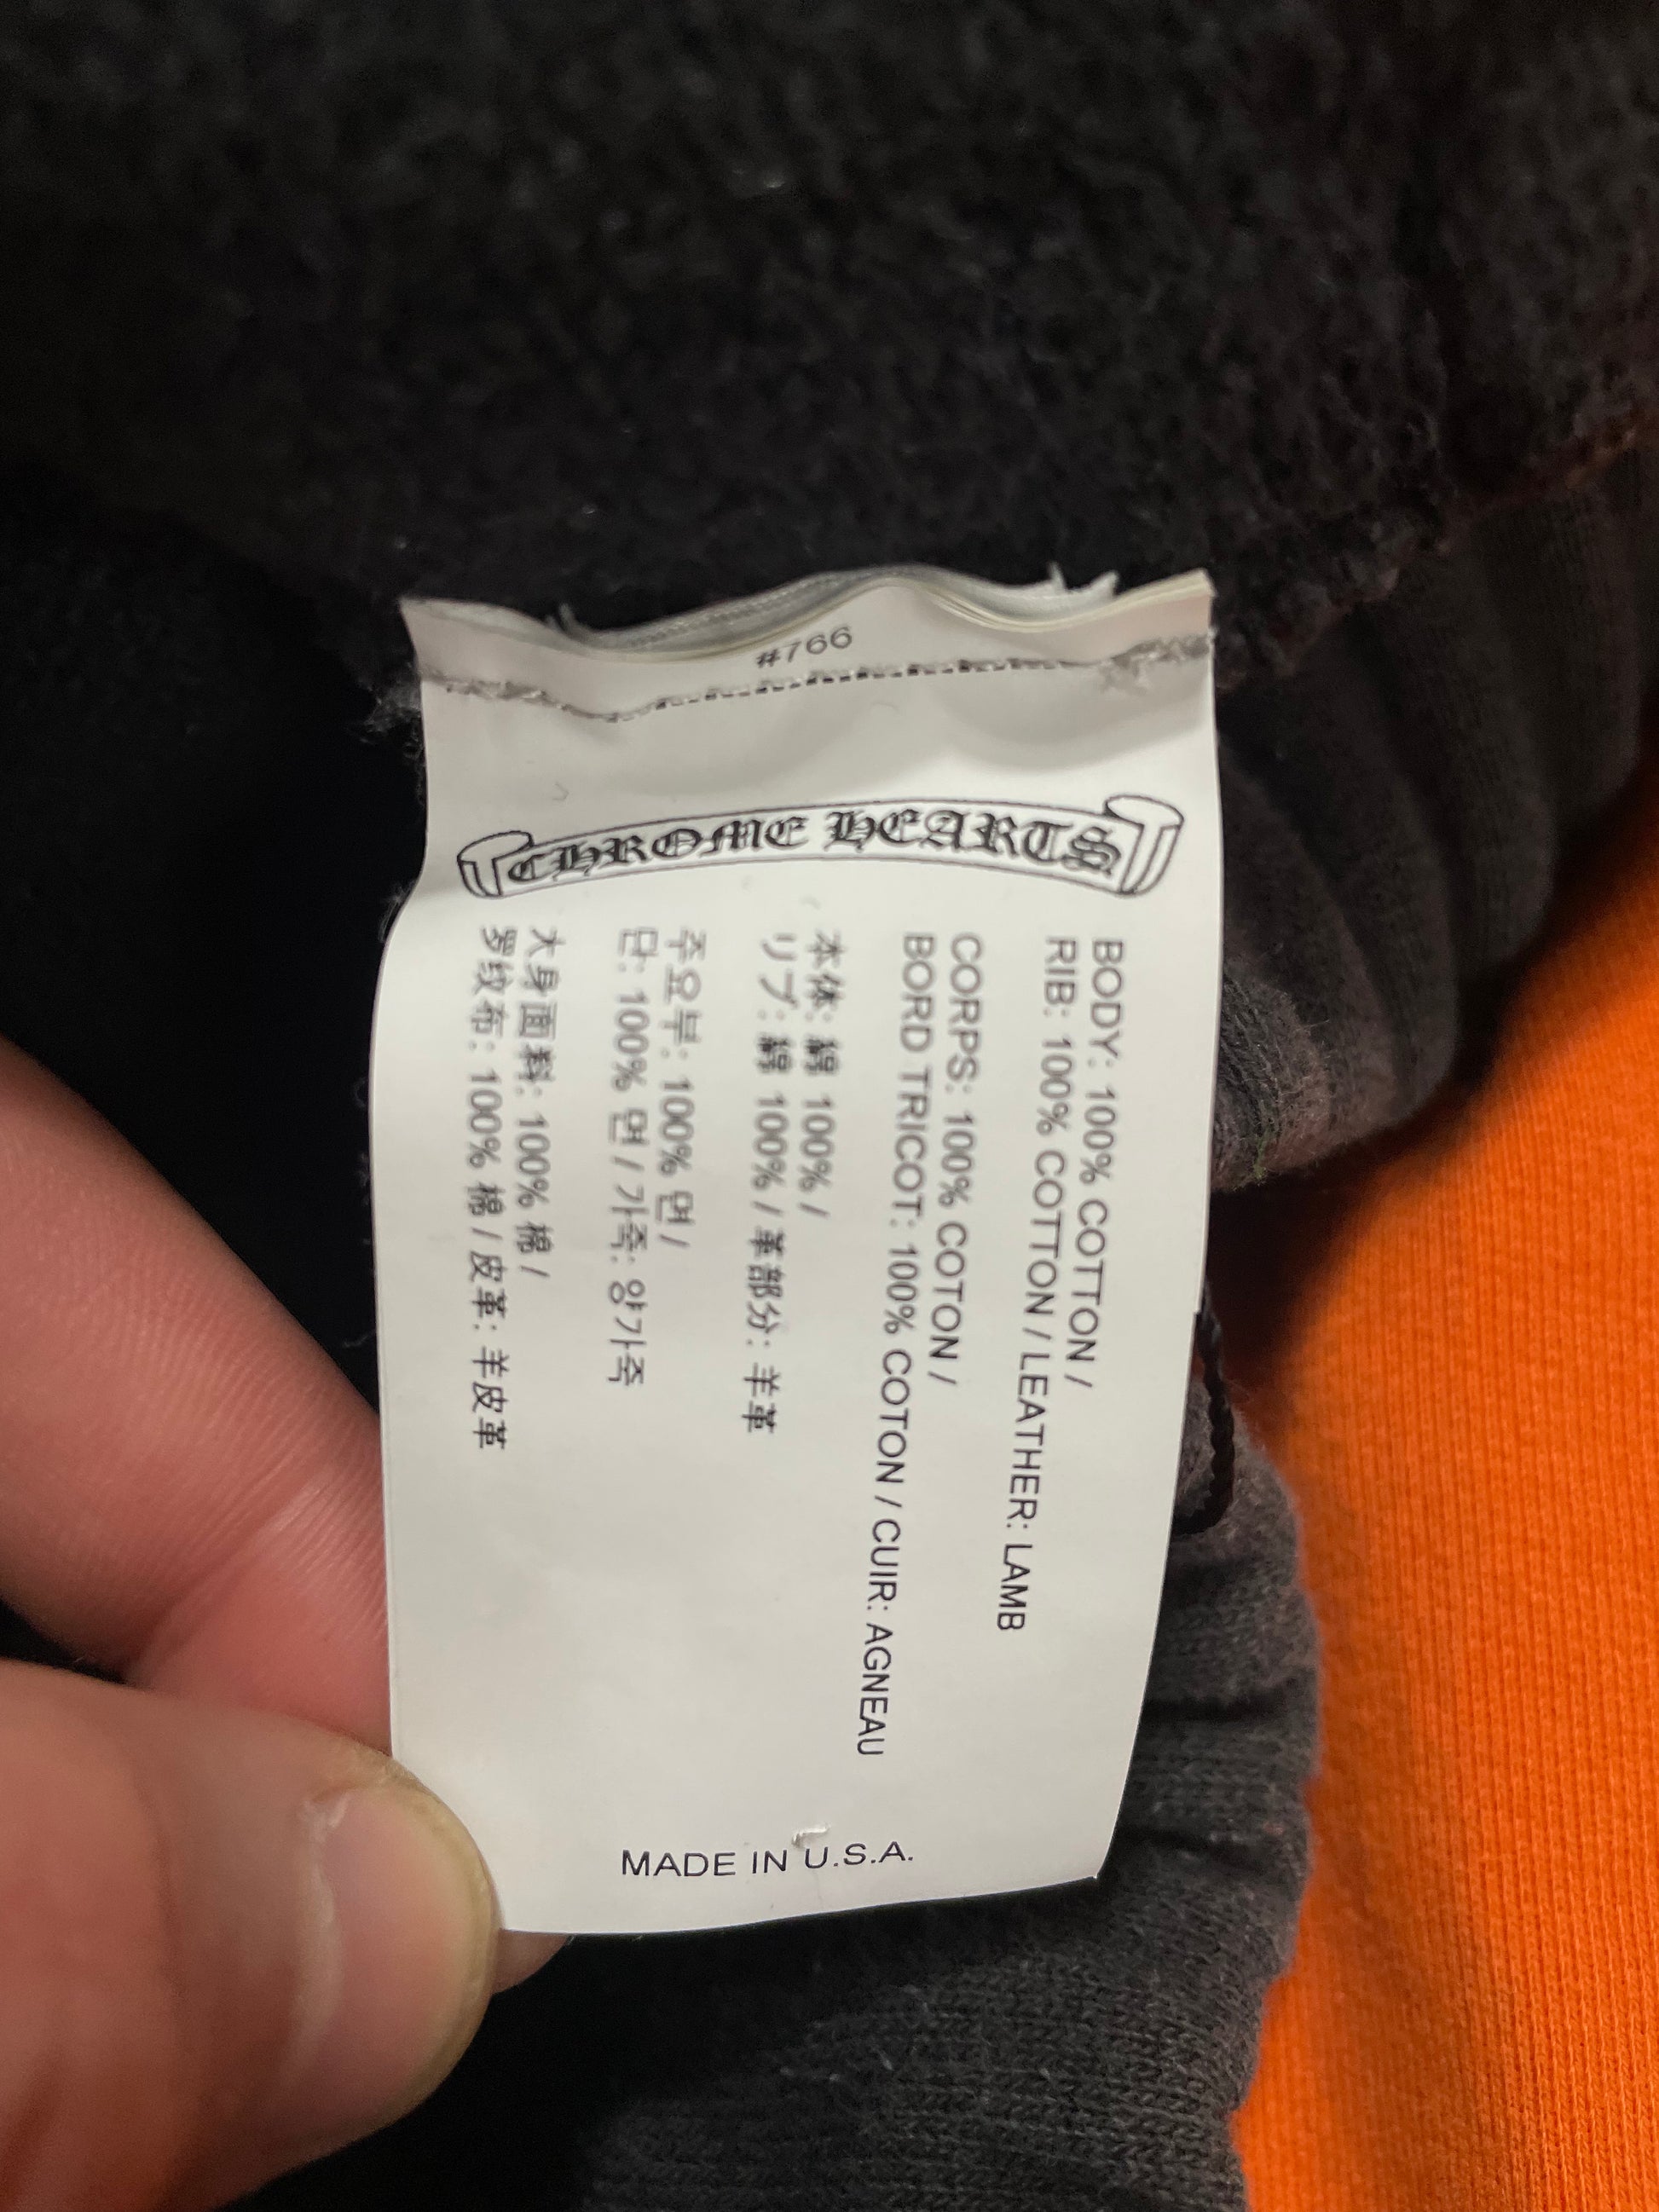 #766
CHROME HEARTS
BODY: 100% COTTON /
RIB: 100% COTTON / LEATHER: LAMB
CORPS: 100% COTON /
BORD TRICOT: 100% COTON / CUIR: AGNEAU
本体: 綿 100% /
リブ: 綿 100% / 革部分: 羊革
주요부: 100% 면 /
단: 100% 면 / 가죽: 양가죽
大身面料: 100% 棉 /
罗纹布: 100% 棉 / 皮革: 羊皮革
MADE IN U.S.A.